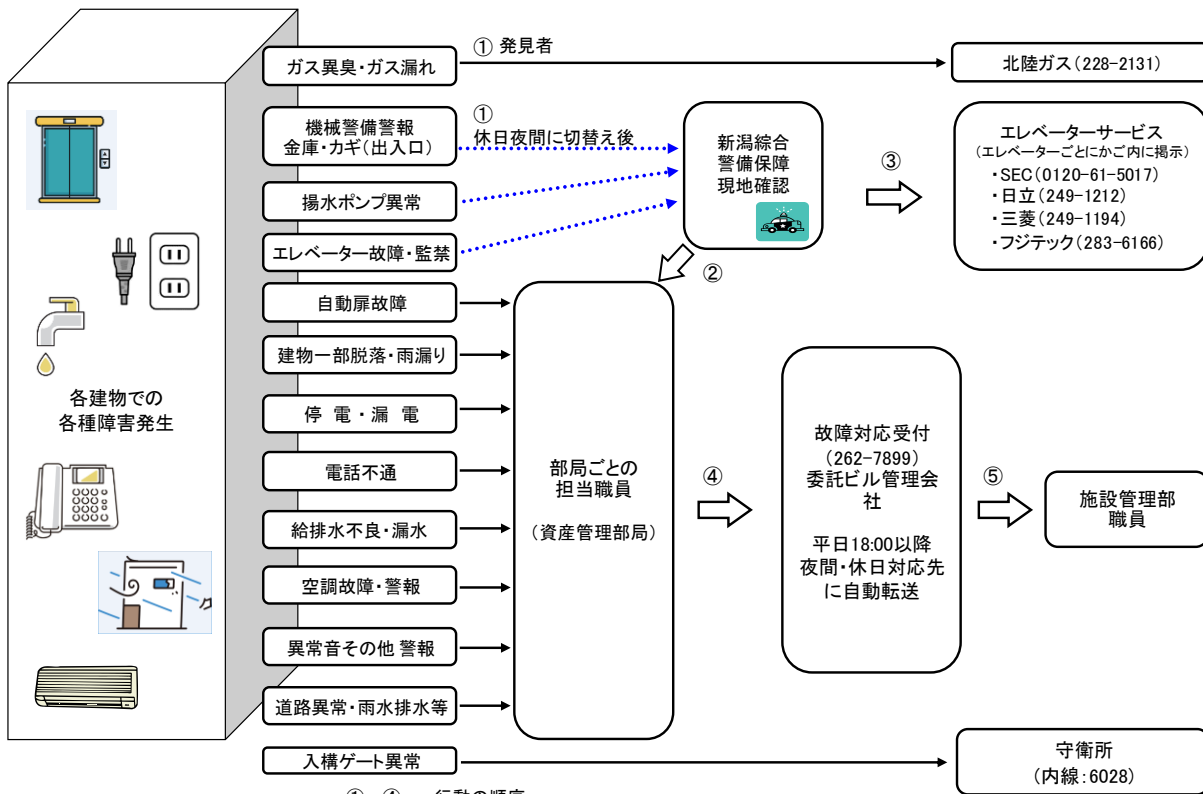 ① 発見者
ガス異臭・ガス漏れ
北陸ガス(228-2131)
機械警備警報
金庫・カギ(出入口)
①
休日夜間に切替え後
揚水ポンプ異常
エレベーター故障・監禁
新潟綜合
警備保障
現地確認
③
エレベーターサービス
(エレベーターごとにかご内に掲示)
・SEC(0120-61-5017)
・日立(249-1212)
・三菱(249-1194)
・フジテック(283-6166)
②
自動扉故障
建物一部脱落・雨漏り
停 電・漏 電
電話不通
給排水不良・漏水
空調故障・警報
異常音その他 警報
道路異常・雨水排水等
入構ゲート異常
各建物での
各種障害発生
部局ごとの
担当職員
(資産管理部局)
④
故障対応受付
(262-7899)
委託ビル管理会
社
平日18:00以降
夜間・休日対応先
に自動転送
⑤
施設管理部
職員
守衛所
(内線:6028)